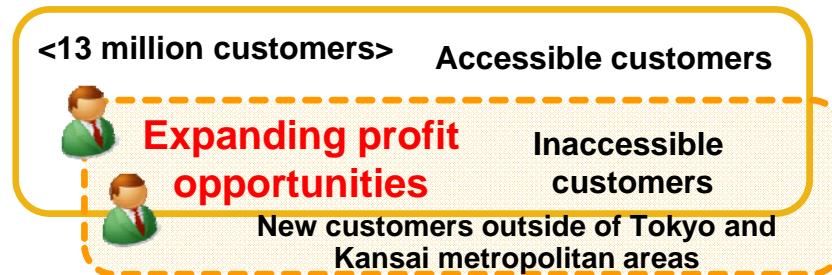 <13 million customers>
Accessible customers
Expanding profit
opportunities
Inaccessible
customers
New customers outside of Tokyo and
Kansai metropolitan areas